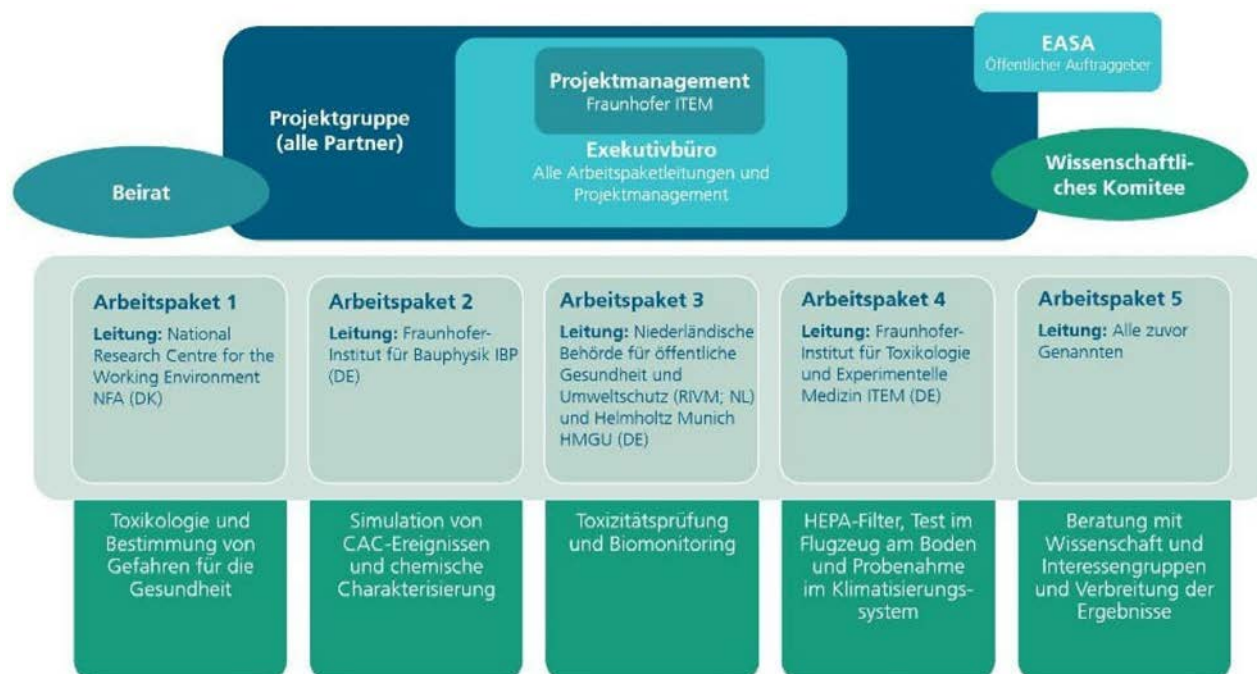 EASA
Öffentlicher Auftraggeber
Projektmanagement
Fraunhofer ITEM
Projektgruppe
(alle Partner)
Exekutivbüro
Alle Arbeitspaketleitungen und
Projektmanagement
Beirat
Wissenschaftli-
ches Komitee
Arbeitspaket 1
Leitung: National
Research Centre for the
Working Environment
NFA (DK)
Arbeitspaket 2
Leitung: Fraunhofer-
Institut für Bauphysik IBP
(DE)
Arbeitspaket 3
Leitung: Niederländische
Behörde für öffentliche
Gesundheit und
Umweltschutz (RIVM; NL)
und Helmholtz Munich
HMGU (DE)
Arbeitspaket 4
Leitung: Fraunhofer-
Institut für Toxikologie
und Experimentelle
Medizin ITEM (DE)
Arbeitspaket 5
Leitung: Alle zuvor
Genannten
Toxikologie und
Bestimmung von
Gefahren für die
Gesundheit
Simulation von
CAC-Ereignissen
und chemische
Charakterisierung
Toxizitätsprüfung
und Biomonitoring
HEPA-Filter, Test im
Flugzeug am Boden
und Probenahme
im Klimatisierungs-
system
Beratung mit
Wissenschaft und
Interessengruppen
und Verbreitung der
Ergebnisse